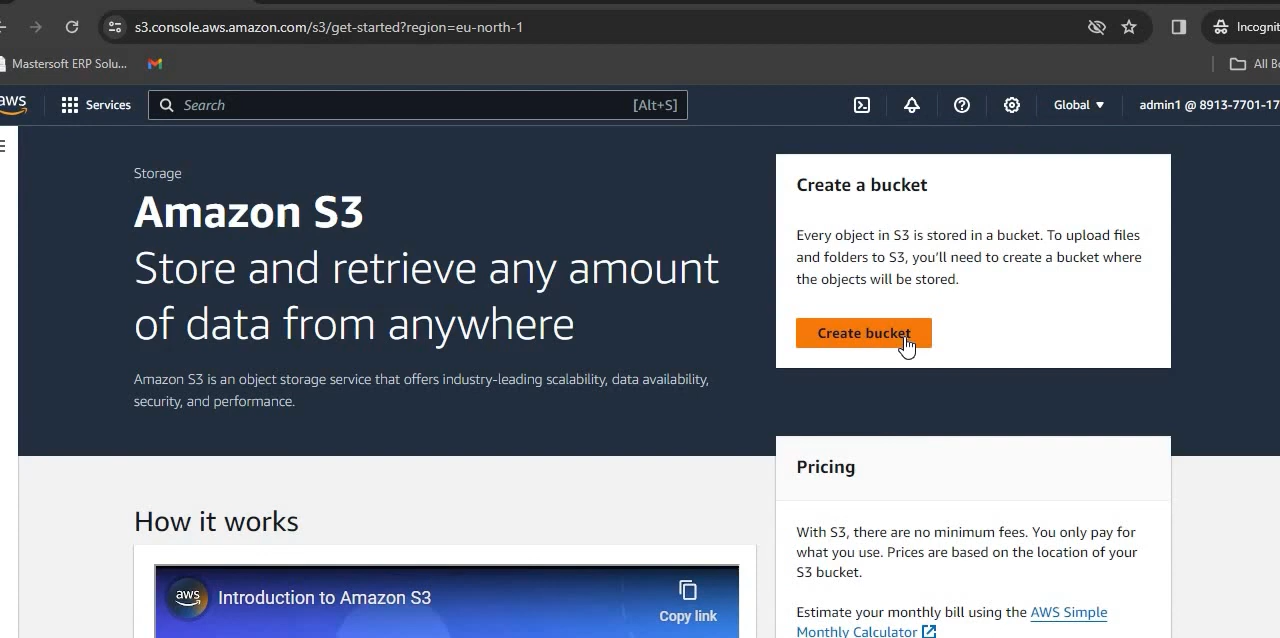 s3.console.aws.amazon.com/s3/get-started?region=eu-north-1
Incognit
Mastersoft ERP Solu...
All B
aws
Services
Search
[Alt+S]
Global
admin1 @ 8913-7701-17
Storage
Amazon S3
Store and retrieve any amount
of data from anywhere
Amazon S3 is an object storage service that offers industry-leading scalability, data availability,
security, and performance.
Create a bucket
Every object in S3 is stored in a bucket. To upload files
and folders to S3, you'll need to create a bucket where
the objects will be stored.
Create bucket
How it works
aws
Introduction to Amazon S3
Copy link
Pricing
With S3, there are no minimum fees. You only pay for
what you use. Prices are based on the location of your
S3 bucket.
Estimate your monthly bill using the AWS Simple
Monthly Calculator